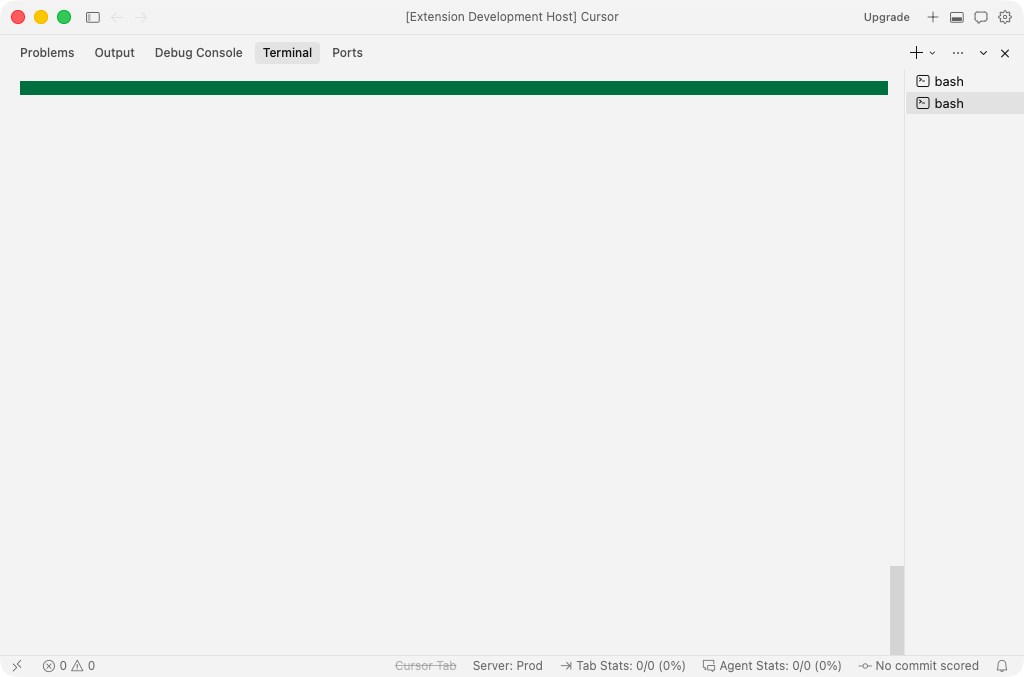 [Extension Development Host] Cursor
Upgrade
Problems Output Debug Console Terminal Ports
bash
bash
0 0 Cursor Tab Server: Prod Tab Stats: 0/0 (0%) Agent Stats: 0/0 (0%) No commit scored